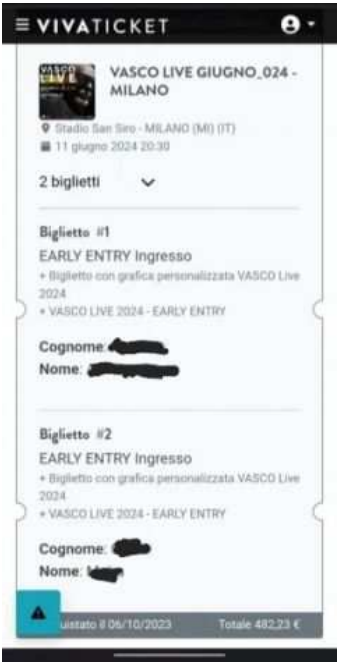 VIVATICKET
VASCO
LIVE
VASCO LIVE GIUGNO_024 -
MILANO
Stadio San Siro - MILANO (MI) (IT)
11 giugno 2024 20:30
2 biglietti
Biglietto #1
EARLY ENTRY Ingresso
+ Biglietto con grafica personalizzata VASCO Live
2024
+ VASCO LIVE 2024 - EARLY ENTRY
Cognome:
Nome:
Biglietto #2
EARLY ENTRY Ingresso
+ Biglietto con grafica personalizzata VASCO Live
2024
+ VASCO LIVE 2024 - EARLY ENTRY
Cognome:
Nome:
uistato il 06/10/2023 Totale 482,23 €